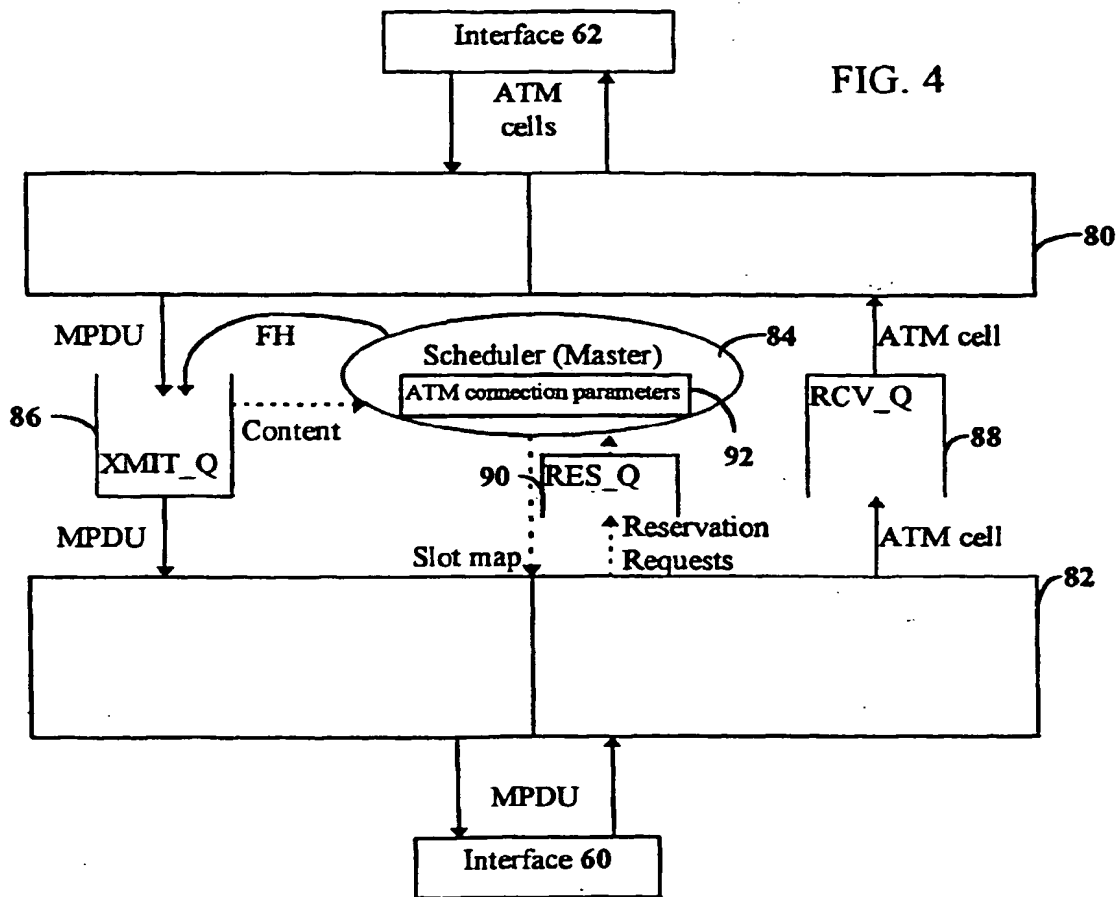 Interface 62
FIG. 4
ATM
cells
80
MPDU
FH
Scheduler (Master)
84
ATM cell
ATM connection parameters
RCV_Q
86
Content
XMIT_Q
92
88
90
RES_Q
MPDU
Slot map
Reservation
Requests
ATM cell
82
MPDU
Interface 60